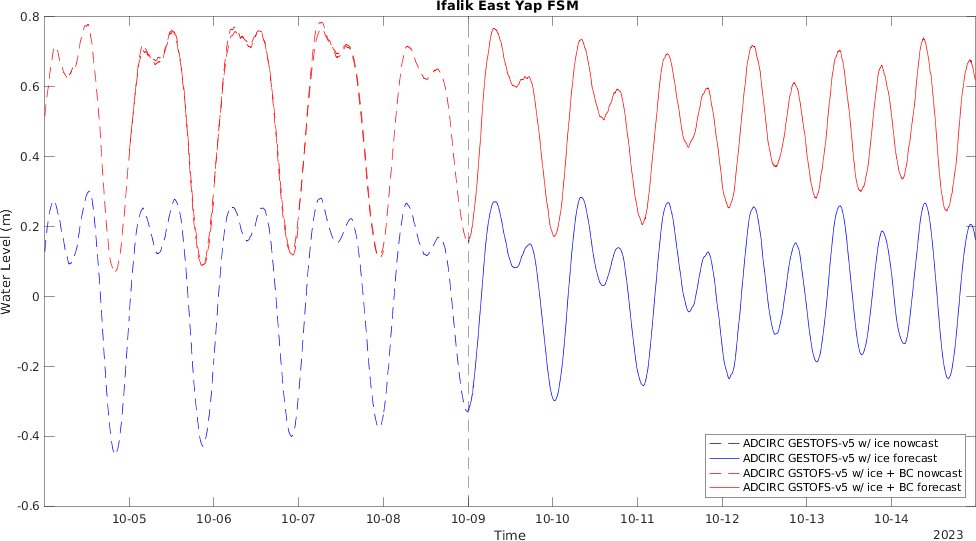 Ifalik East Yap FSM
0.8
0.6
0.4
0.2
0
-0.2
-0.4
-0.6
Water Level (m)
ADCIRC GESTOFS-v5 w/ ice nowcast
ADCIRC GESTOFS-v5 w/ ice forecast
ADCIRC GSTOFS-v5 w/ ice + BC nowcast
ADCIRC GSTOFS-v5 w/ ice + BC forecast
10-05 10-06 10-07 10-08 10-09 10-10 10-11 10-12 10-13 10-14
Time
2023